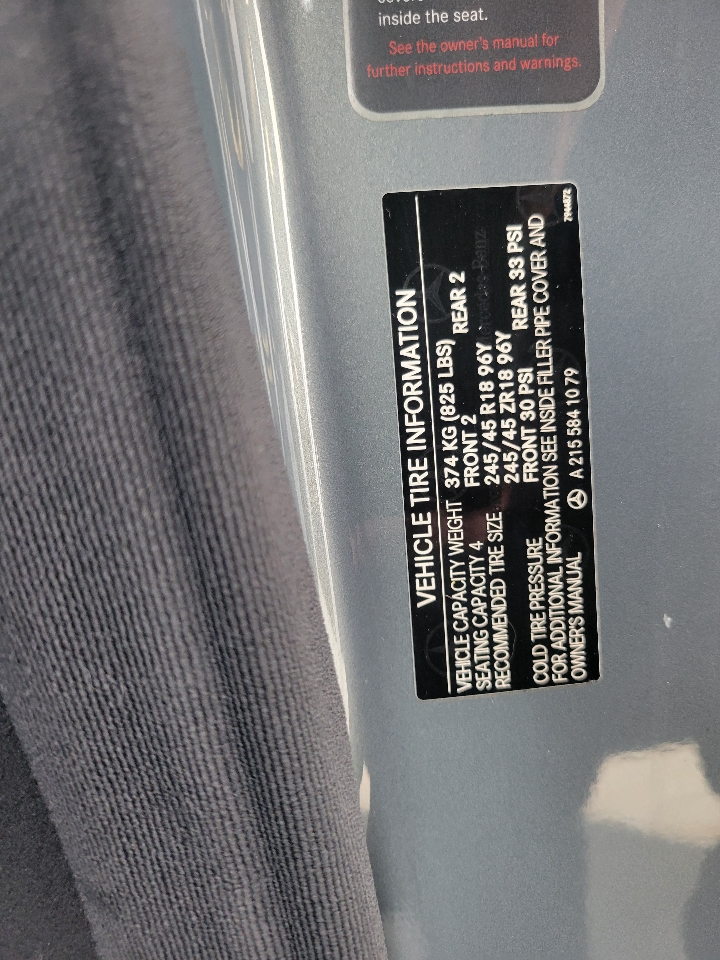 inside the seat.
See the owner's manual for
further instructions and warnings.
VEHICLE TIRE INFORMATION
VEHICLE CAPACITY WEIGHT 374 KG (825 LBS)
SEATING CAPACITY 4 FRONT 2 REAR 2
RECOMMENDED TIRE SIZE 245/45 R18 96Y
245/45 ZR18 96Y
COLD TIRE PRESSURE FRONT 30 PSI REAR 33 PSI
FOR ADDITIONAL INFORMATION SEE INSIDE FILLER PIPE COVER AND
OWNER'S MANUAL A 215 584 10 79